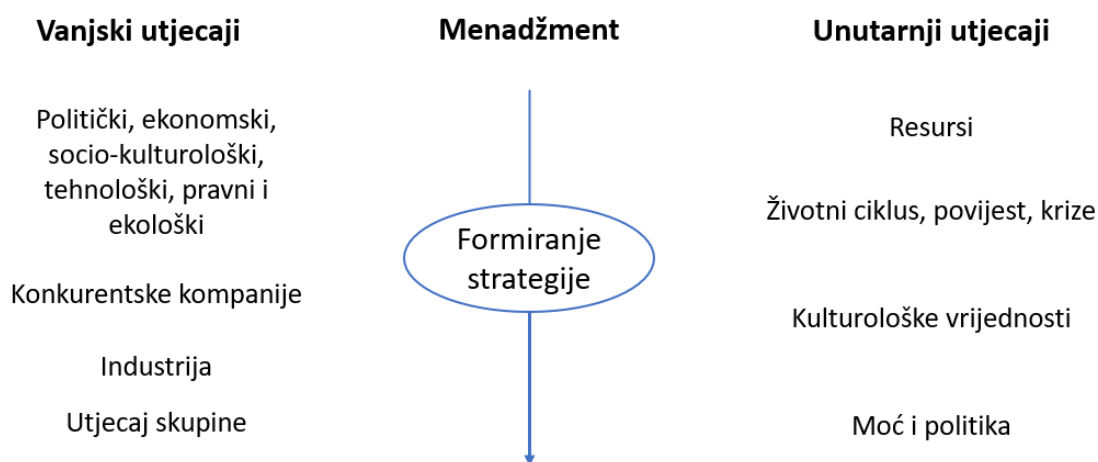 Vanjski utjecaji
Menadžment
Unutarnji utjecaji
Politički, ekonomski,
socio-kulturološki,
tehnološki, pravni i
ekološki
Konkurentske kompanije
Industrija
Utjecaj skupine
Formiranje
strategije
Resursi
Životni ciklus, povijest, krize
Kulturološke vrijednosti
Moć i politika